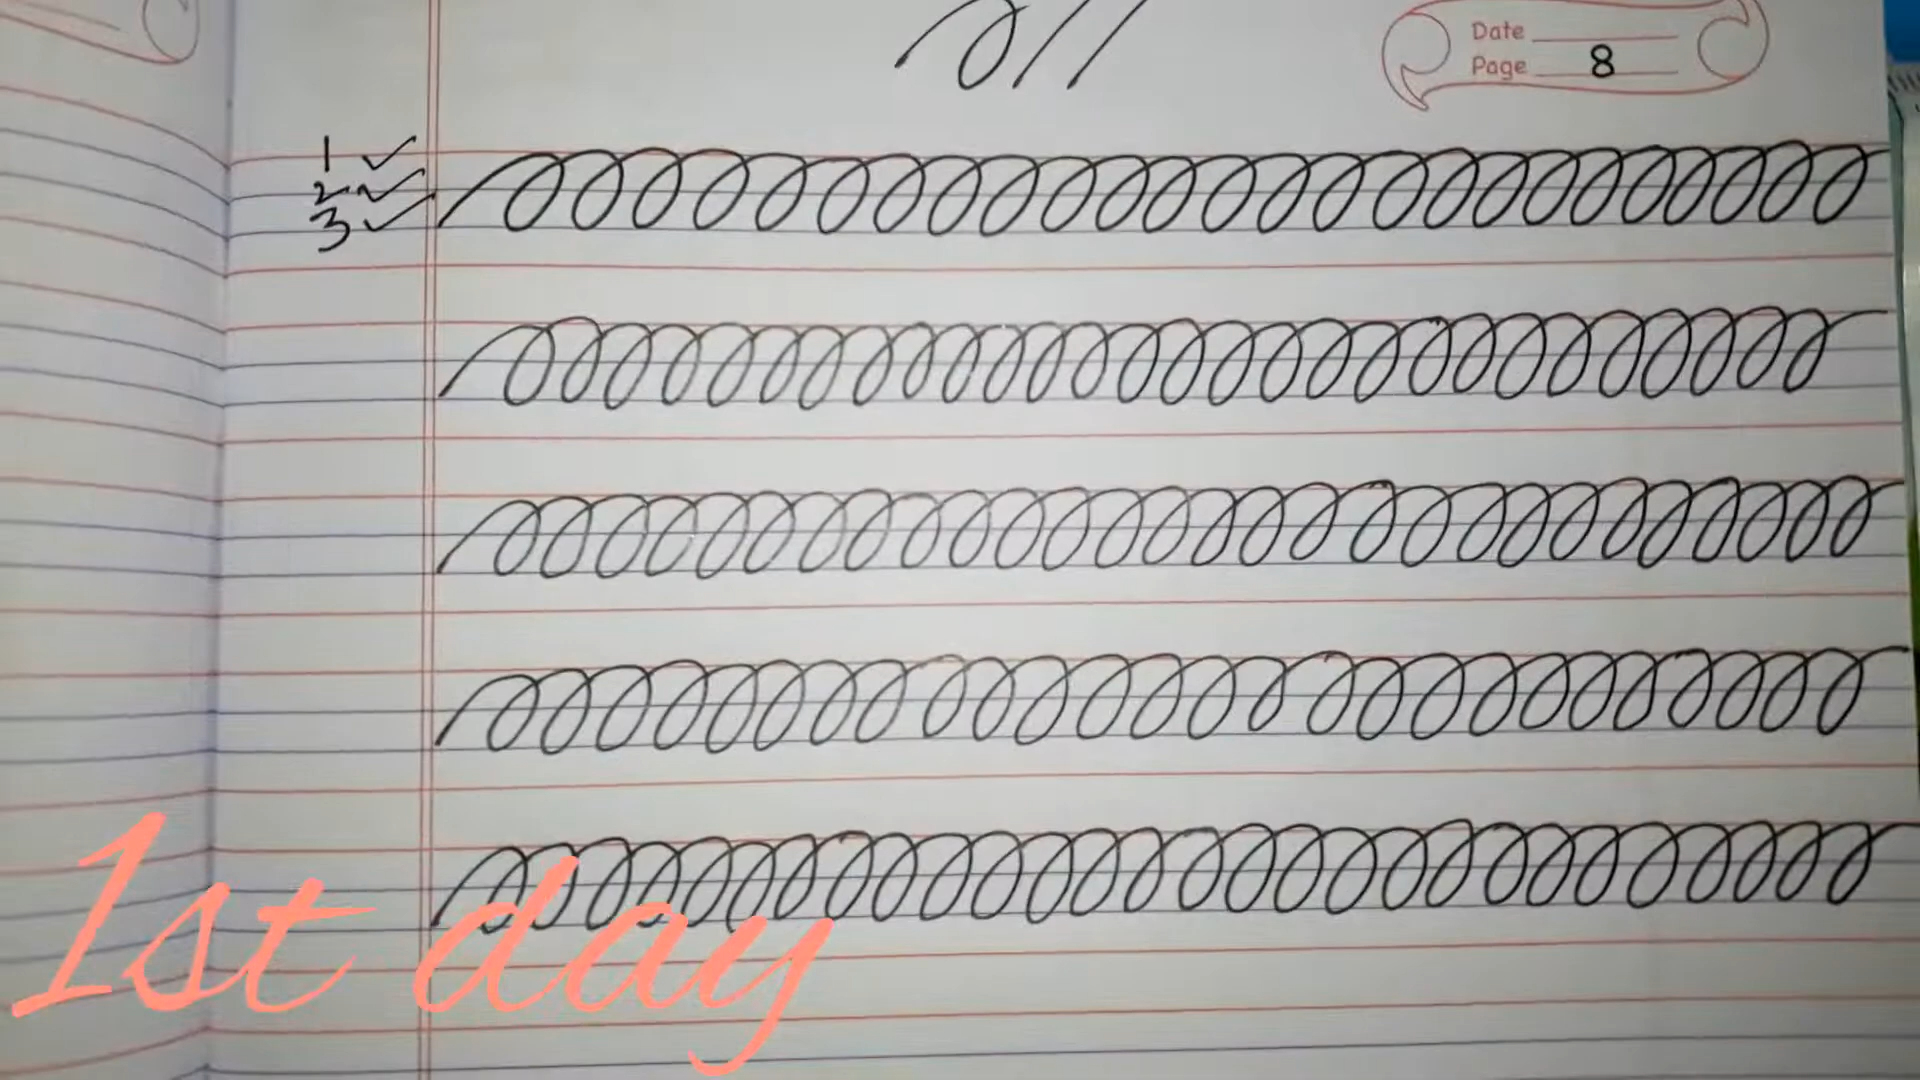 Date
Page 8
1 ✓
2 ✓
3 ✓
1st day